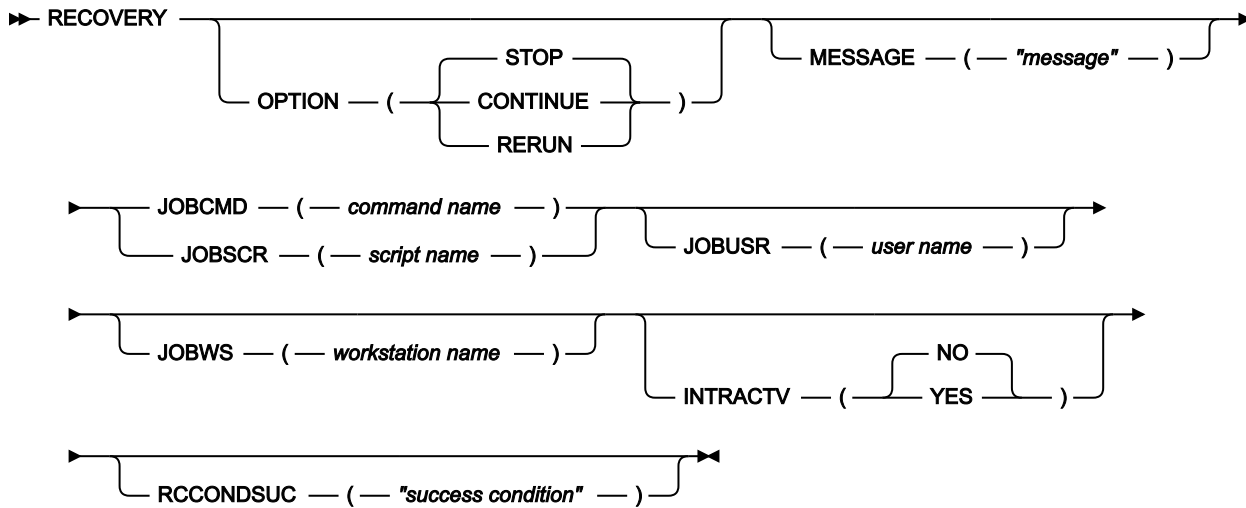 RECOVERY
OPTION ( STOP
CONTINUE
RERUN )
MESSAGE ( "message" )
JOBCMD ( command name )
JOBSCR ( script name )
JOBUSR ( user name )
JOBWS ( workstation name )
INTRACTV ( NO
YES )
RCCONDSUC ( "success condition" )